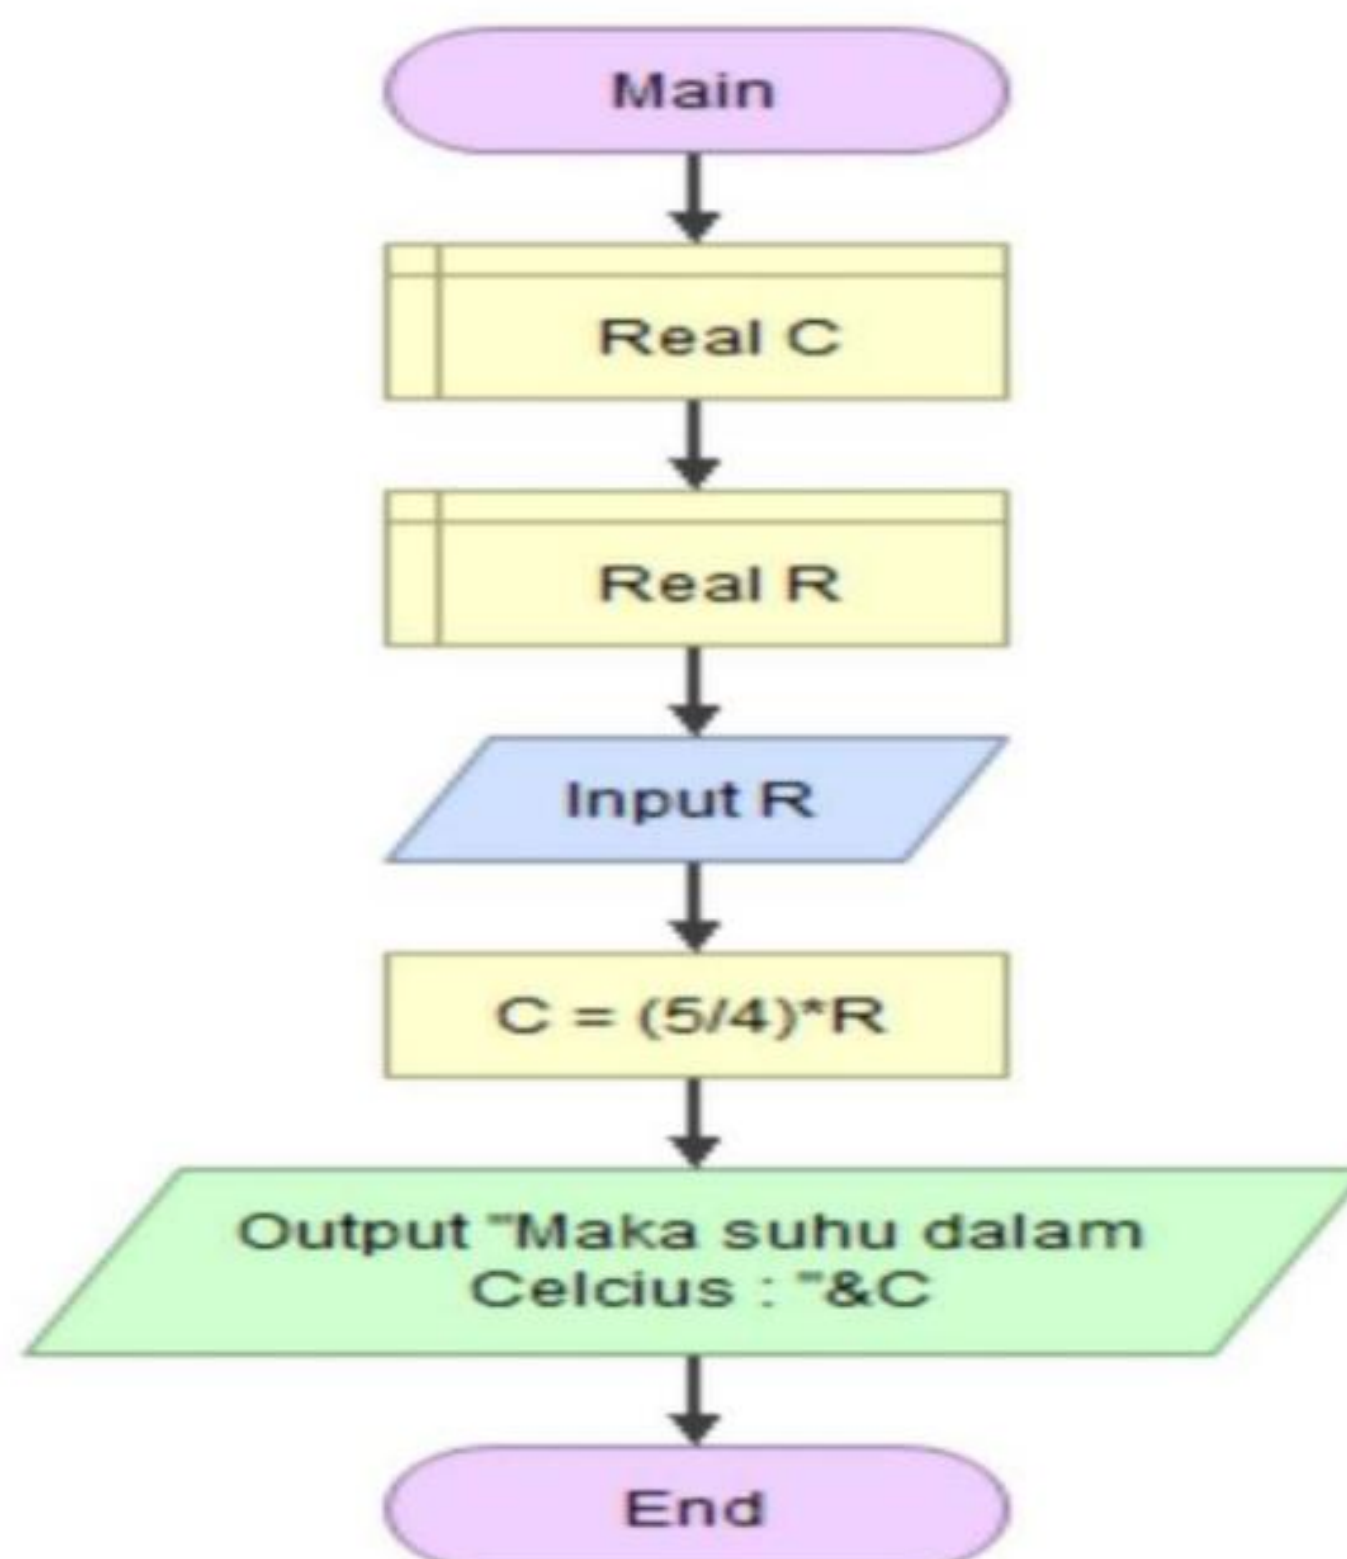 Main
Real C
Real R
Input R
C = (5/4)*R
Output "Maka suhu dalam
Celcius : "&C
End